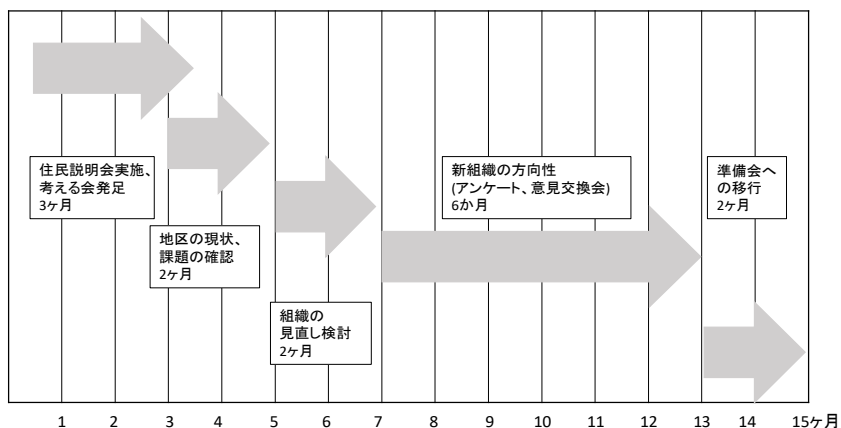 住民説明会実施、
考える会発足
3ヶ月
地区の現状、
課題の確認
2ヶ月
組織の
見直し検討
2ヶ月
新組織の方向性
(アンケート、意見交換会)
6か月
準備会へ
の移行
2ヶ月
1 2 3 4 5 6 7 8 9 10 11 12 13 14 15ヶ月